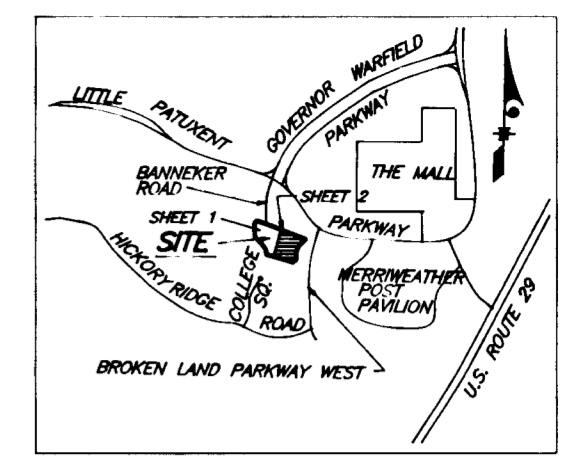 GOVERNOR WARFIELD
PARKWAY
LITTLE PATUXENT
BANNEKER
ROAD
THE MALL
SHEET 2
SHEET 1
SITE
PARKWAY
HICKORY RIDGE
COLLEGE
SQ.
ROAD
MERRIWEATHER
POST
PAVILION
BROKEN LAND PARKWAY WEST
U.S. ROUTE 29